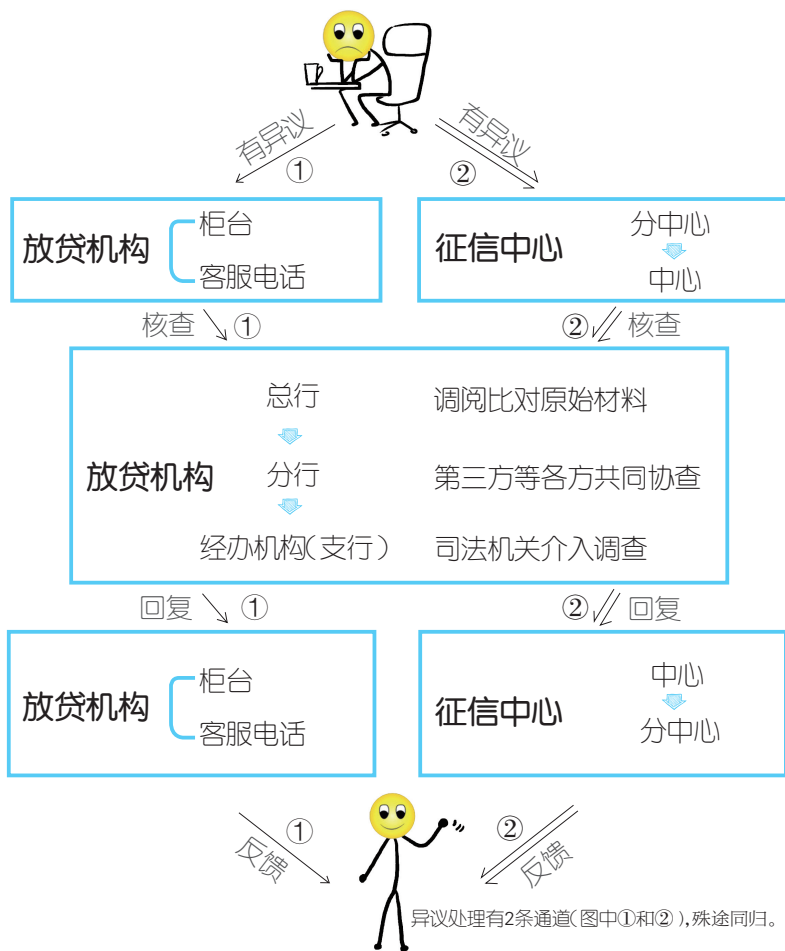 有异议
①
有异议
②
放贷机构
柜台
客服电话
征信中心
分中心
中心
核查 ①
② 核查
放贷机构
总行
分行
经办机构(支行)
调阅比对原始材料
第三方等各方共同协查
司法机关介入调查
回复 ①
② 回复
放贷机构
柜台
客服电话
征信中心
中心
分中心
①
反馈
②
反馈
异议处理有2条通道(图中①和②),殊途同归。